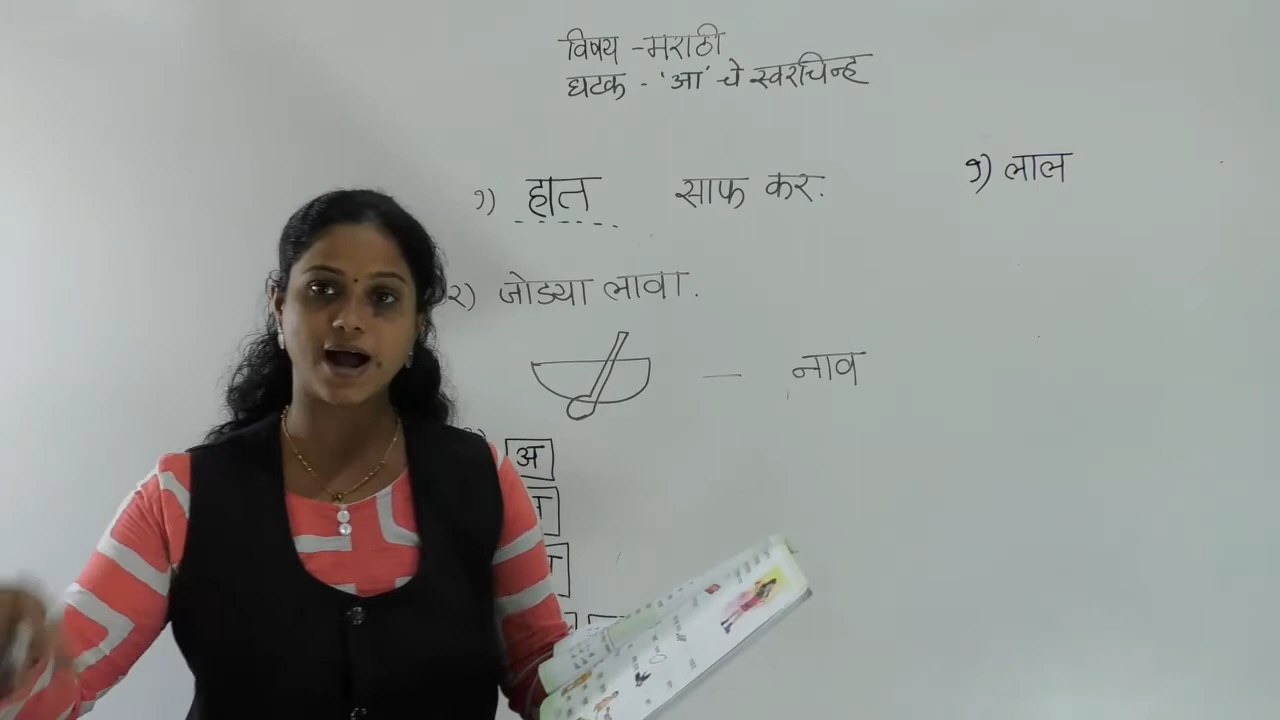 विषय - मराठी
घटक - 'आ' चे स्वरचिन्ह
१) हात साफ कर.
१) लाल
२) जोड्या लावा.
— नाव
अ